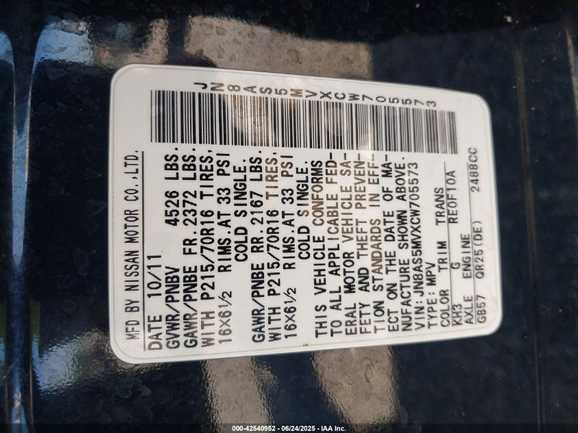 JN8AS5MVXCW705573
MFD BY NISSAN MOTOR CO.,LTD.
DATE 10/11
GVWR/PNBV 4526 LBS.
GAWR/PNBE FR. 2372 LBS.
WITH P215/70R16 TIRES,
16X6½ RIMS. AT 33 PSI
COLD SINGLE.
GAWR/PNBE RR. 2167 LBS.
WITH P215/70R16 TIRES,
16X6½ RIMS. AT 33 PSI
COLD SINGLE.
THIS VEHICLE CONFORMS
TO ALL APPLICABLE FED-
ERAL MOTOR VEHICLE SA-
FETY AND THEFT PREVEN-
TION STANDARDS IN EFF-
ECT ON THE DATE OF MA-
NUFACTURE SHOWN ABOVE.
VIN: JN8AS5MVXCW705573
TYPE: MPV
COLOR TRIM TRANS
KH3 G RE0F10A
AXLE ENGINE
GB57 QR25(DE) 2488CC
000-42540952 - 06/24/2025 - IAA Inc.